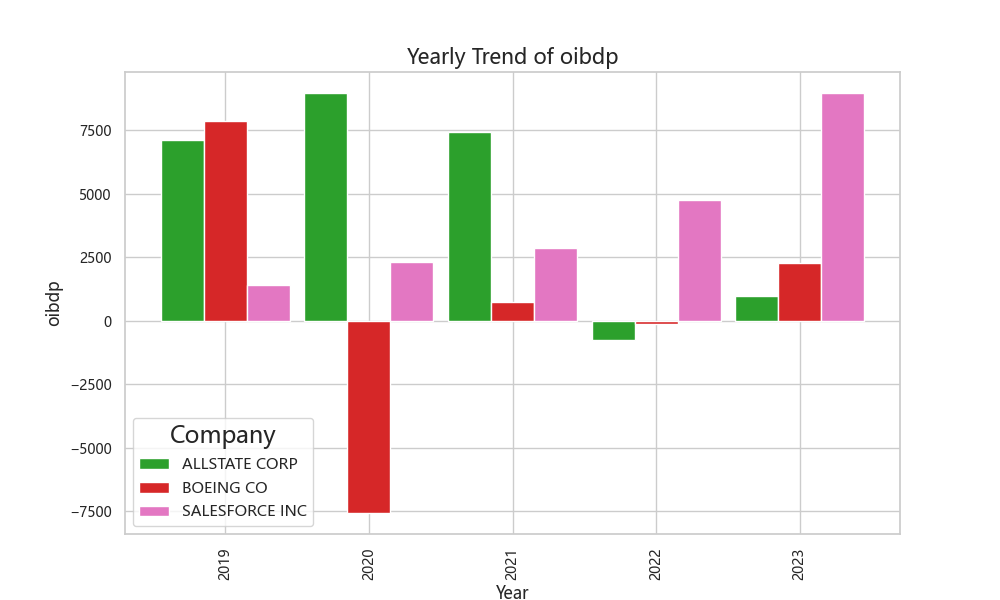 Yearly Trend of oibdp
oibdp
7500
5000
2500
0
−2500
−5000
−7500
Company
ALLSTATE CORP
BOEING CO
SALESFORCE INC
2019
2020
2021
2022
2023
Year